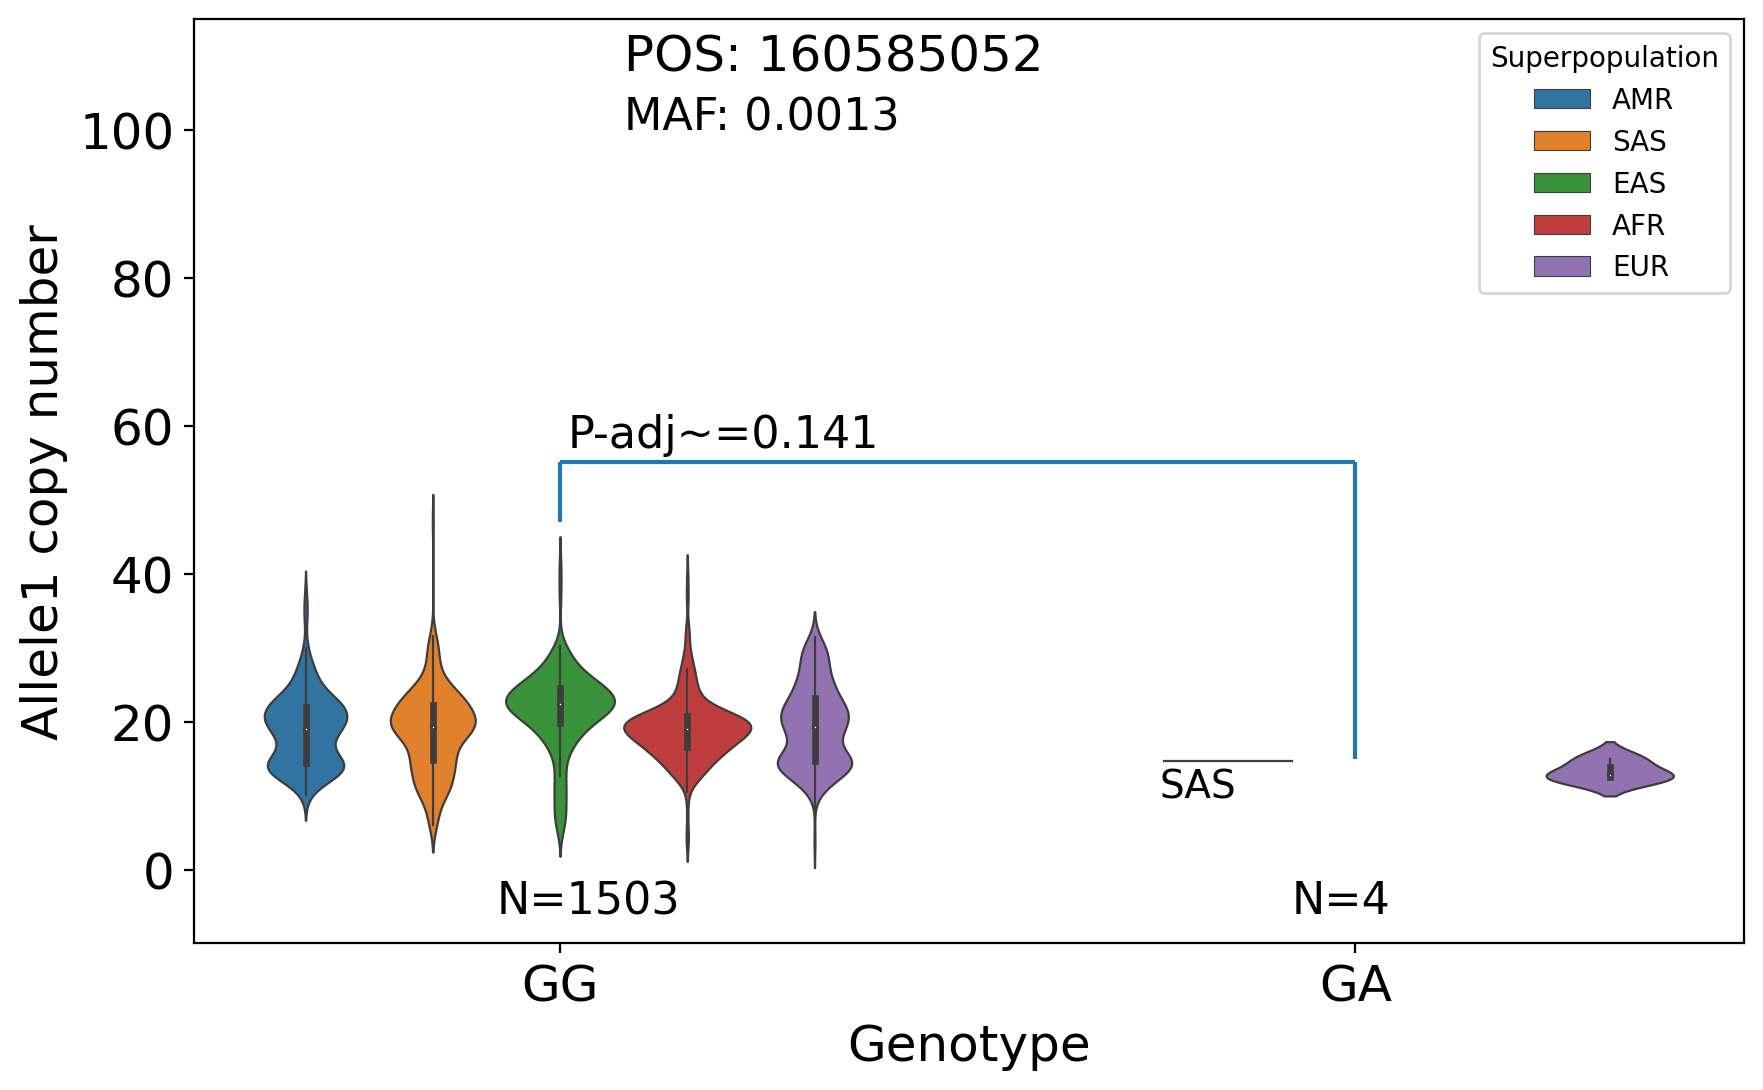 POS: 160585052
MAF: 0.0013
Superpopulation
AMR
SAS
EAS
AFR
EUR
Allele1 copy number
100
80
60
40
20
0
P-adj~=0.141
SAS
N=1503
N=4
GG
GA
Genotype